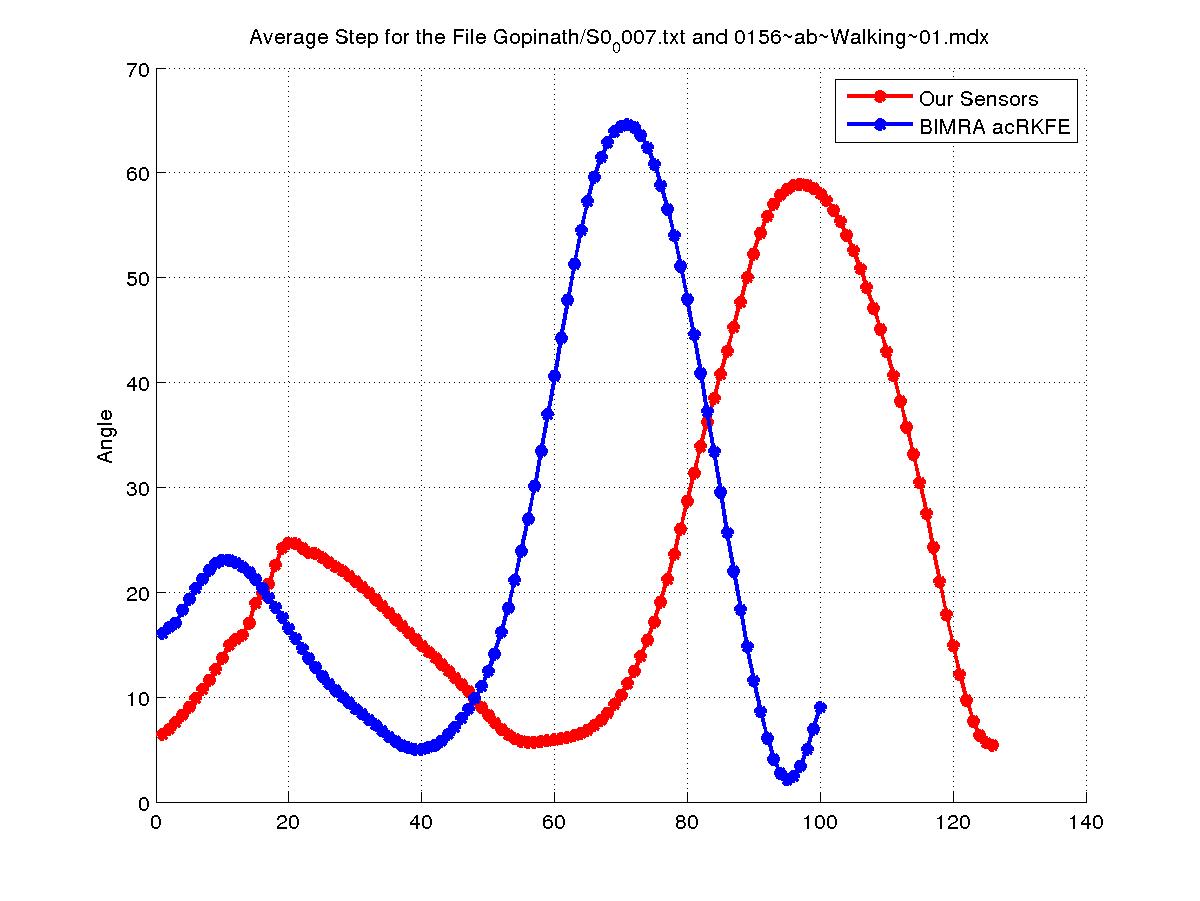 Average Step for the File Gopinath/S0₀007.txt and 0156~ab~Walking~01.mdx
70
60
50
40
30
20
10
0
Angle
Our Sensors
BIMRA acRKFE
0 20 40 60 80 100 120 140